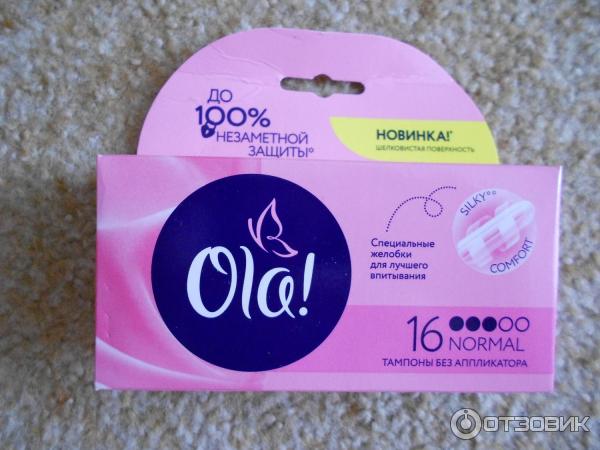 ДО
100%
НЕЗАМЕТНОЙ
ЗАЩИТЫ°
НОВИНКА!*
ШЕЛКОВИСТАЯ ПОВЕРХНОСТЬ
Ola!
Специальные
желобки
для лучшего
впитывания
SILKY°°
COMFORT
16 NORMAL
ТАМПОНЫ БЕЗ АППЛИКАТОРА
ОТЗОВИК